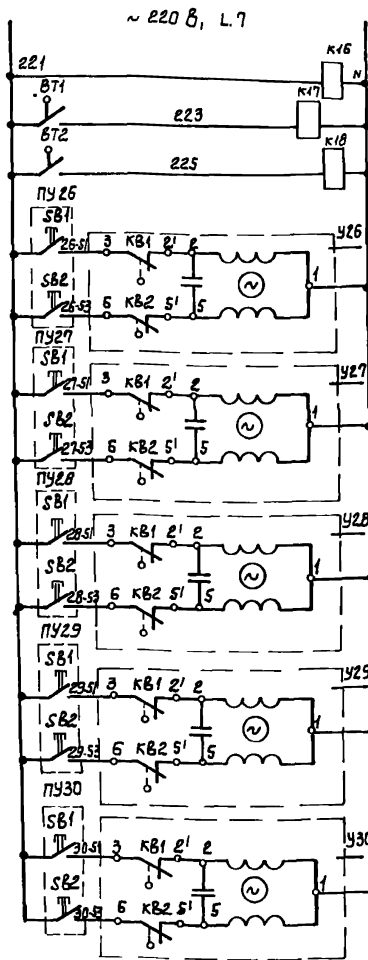 ~ 220 В, L.7
221 К16 N
ВТ1 223 К17
ВТ2 225 К18
ПУ26 У26
SB1 26-51 3 КВ1 2' 2
1
SB2 26-53 6 КВ2 5' 5
ПУ27 У27
SB1 27-51 3 КВ1 2' 2
1
SB2 27-53 6 КВ2 5' 5
ПУ28 У28
SB1 28-51 3 КВ1 2' 2
1
SB2 28-53 6 КВ2 5' 5
ПУ29 У29
SB1 29-51 3 КВ1 2' 2
1
SB2 29-53 6 КВ2 5' 5
ПУ30 У30
SB1 30-51 3 КВ1 2' 2
1
SB2 30-53 6 КВ2 5' 5